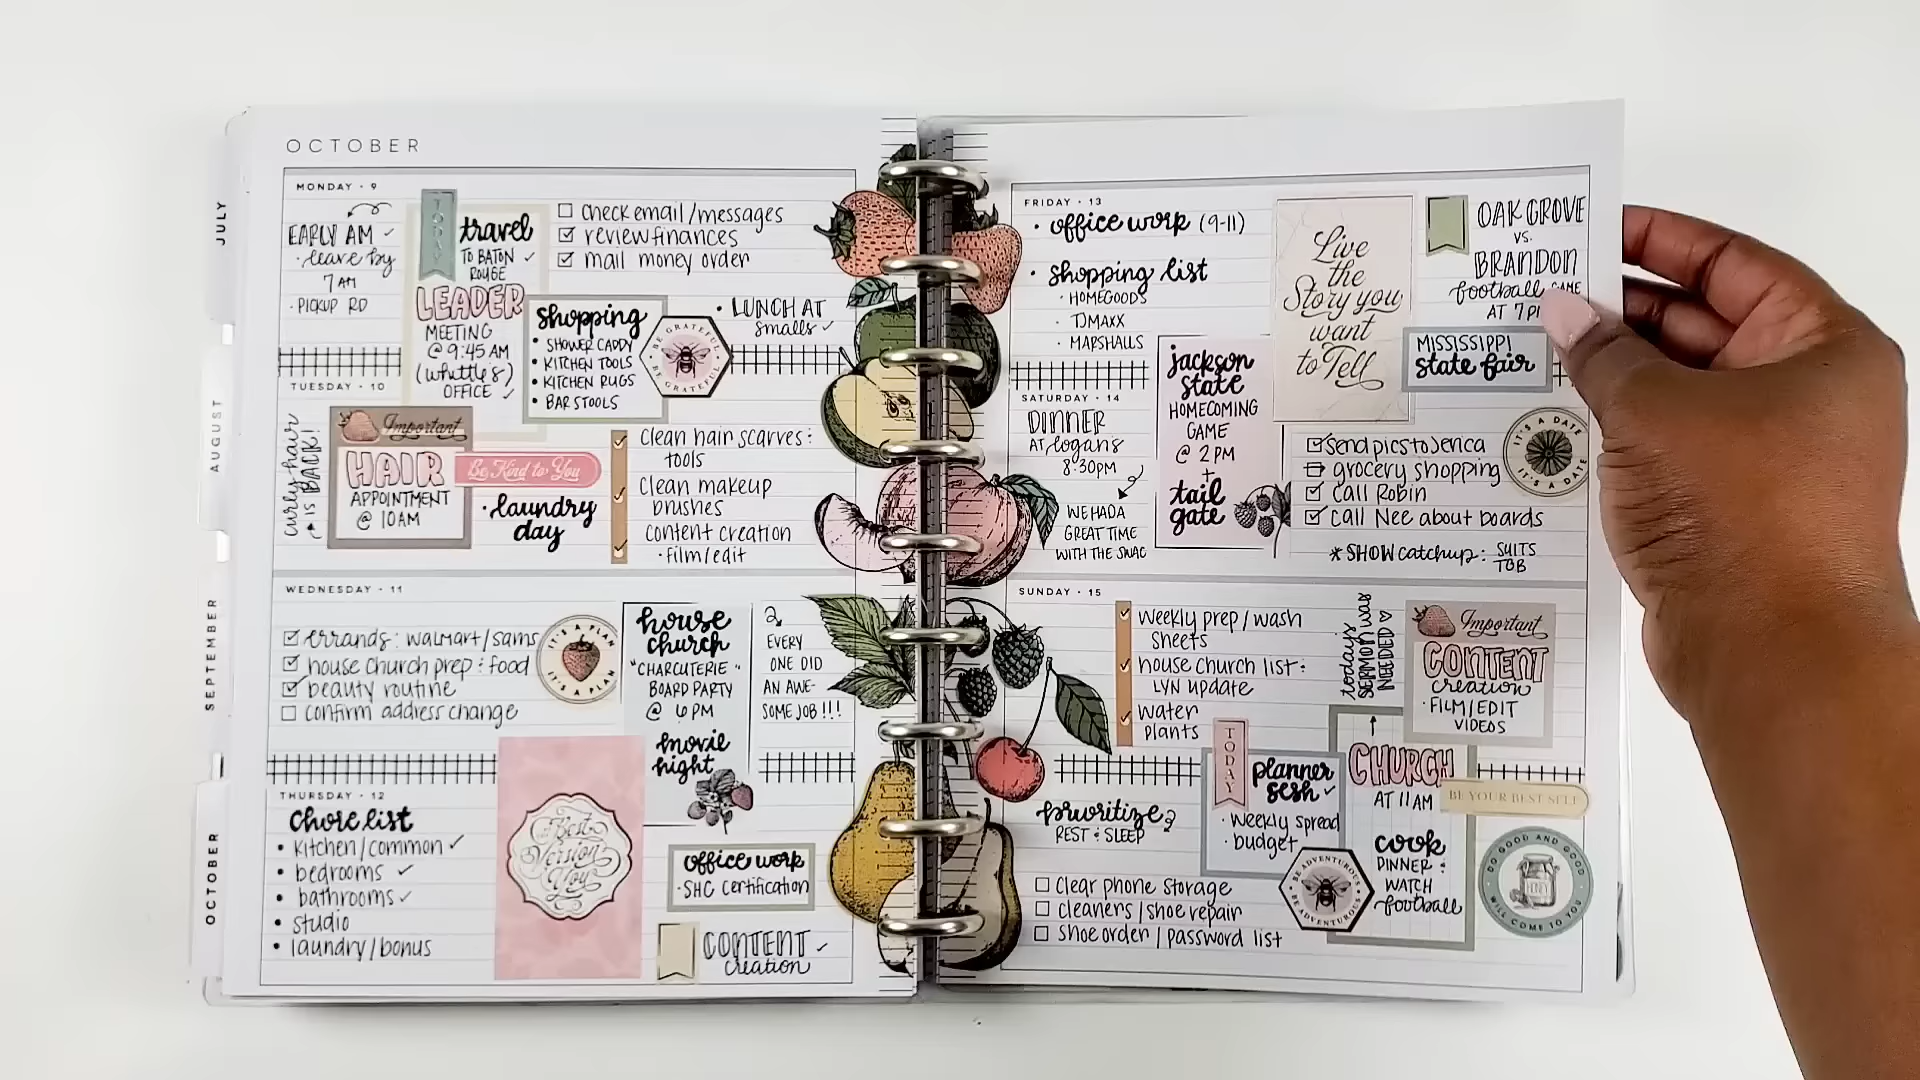 OCTOBER
JULY
AUGUST
SEPTEMBER
OCTOBER
MONDAY · 9
EARLY AM ✓
· leave by
7 AM
· PICKUP RD
TODAY
travel
TO BATON ✓
ROUGE
LEADER
MEETING
@ 9:45 AM
(whittles)
OFFICE ✓
☐ check email/messages
☑ review finances
☑ mail money order
shopping
• SHOWER CADDY
• KITCHEN TOOLS
• KITCHEN RUGS
• BAR STOOLS
BE GRATEFUL
BE GRATEFUL
• LUNCH AT
smalls ✓
TUESDAY · 10
curly hair
is BACK!
Important
HAIR
APPOINTMENT
@ 10AM
Be Kind to You
· laundry
day
✓ Clean hair scarves:
tools
✓ Clean makeup
brushes
✓ content creation
• film/edit
WEDNESDAY · 11
☑ errands: walmart/sams
☑ house church prep: food
☑ beauty routine
☐ confirm address change
IT'S A PLAN
IT'S A PLAN
house
church
"CHARCUTERIE"
BOARD PARTY
@ 6 PM
movie
night
EVERY
ONE DID
AN AWE-
SOME JOB!!!
THURSDAY · 12
chore list
• kitchen/common ✓
• bedrooms ✓
• bathrooms ✓
• studio
• laundry/bonus
Best
Version
You
office work
· SHC certification
CONTENT ✓
creation
FRIDAY · 13
• office work (9-11)
• shopping list
• HOMEGOODS
• TJMAXX
• MARSHALLS
Live
the
Story you
want
to Tell
OAK GROVE
VS.
BRANDON
football GAME
AT 7
MISSISSIPPI
state fair
SATURDAY · 14
DINNER
AT logans
8:30PM
WE HAD A
GREAT TIME
WITH THE SNAC
jackson
state
HOMECOMING
GAME
@ 2 PM
+
tail
gate
☑ send pics to Jerica
grocery shopping
☑ call Robin
☑ call Nee about boards
* SHOW catchup: SUITS
TOB
IT'S A DATE
IT'S A DATE
SUNDAY · 15
✓ weekly prep/wash
sheets
✓ house church list:
LYN update
✓ water
plants
todays
SERMON was
NEEDED ♡
Important
CONTENT
creation
· FILM/EDIT
VIDEOS
TODAY
planner
sesh ✓
· weekly spread
· budget
CHURCH
AT 11 AM
BE YOUR BEST SELF
cook
DINNER :
WATCH
football
prioritize
REST : SLEEP
☐ clear phone storage
☐ cleaners/shoe repair
☐ shoe order/password list
BE ADVENTUROUS
BE ADVENTUROUS
DO GOOD AND GOOD
WILL COME TO YOU
HONEY